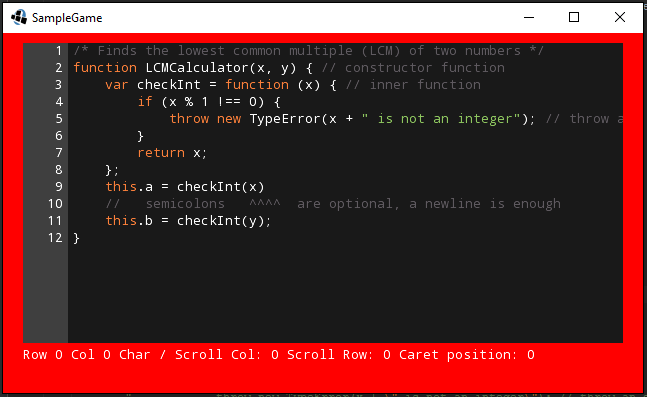 SampleGame
1 /* Finds the lowest common multiple (LCM) of two numbers */
2 function LCMCalculator(x, y) { // constructor function
3     var checkInt = function (x) { // inner function
4         if (x % 1 !== 0) {
5             throw new TypeError(x + " is not an integer"); // throw a
6         }
7         return x;
8     };
9     this.a = checkInt(x)
10     //   semicolons   ^^^^  are optional, a newline is enough
11     this.b = checkInt(y);
12 }
Row 0 Col 0 Char / Scroll Col: 0 Scroll Row: 0 Caret position: 0